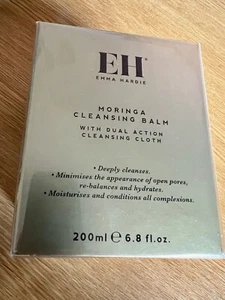 EH®
EMMA HARDIE
MORINGA
CLEANSING BALM
WITH DUAL ACTION
CLEANSING CLOTH
• Deeply cleanses.
• Minimises the appearance of open pores,
re-balances and hydrates.
• Moisturises and conditions all complexions.
200ml ℮ 6.8 fl.oz.